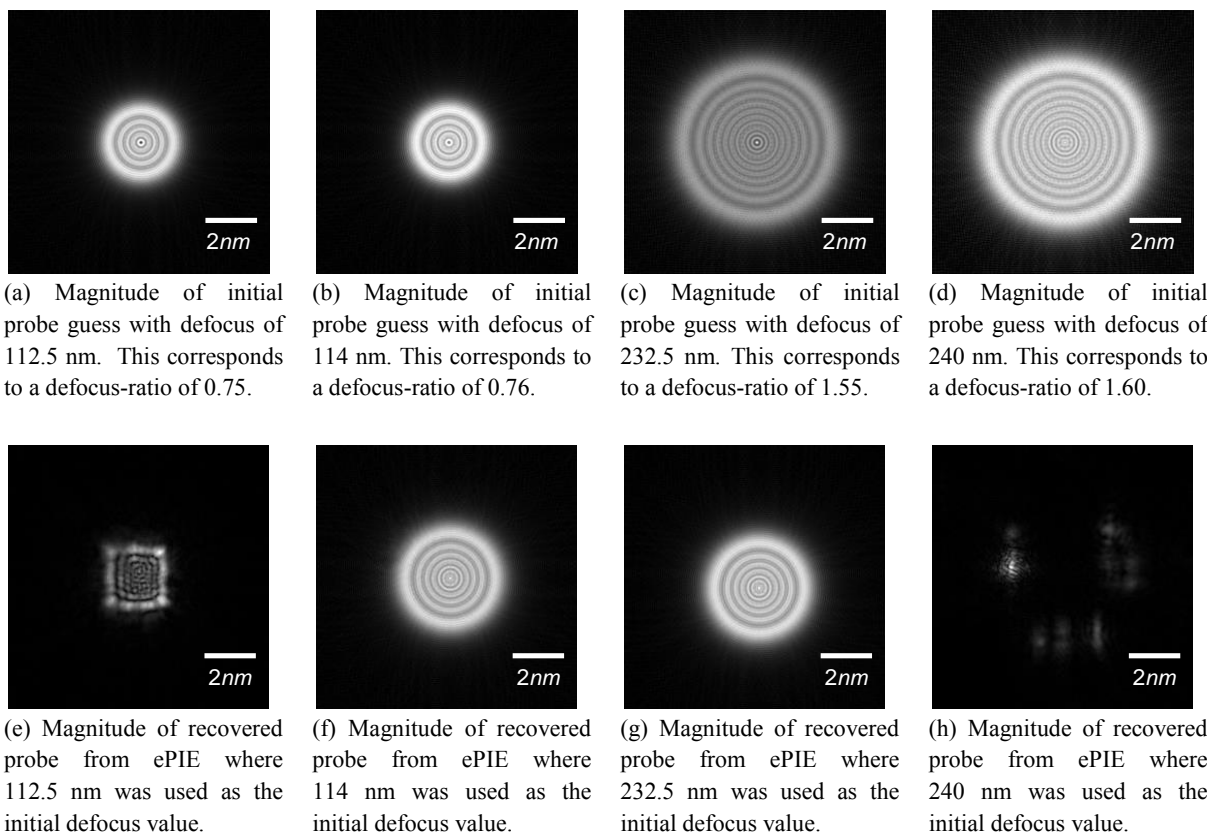 2nm
2nm
2nm
2nm
(a) Magnitude of initial
probe guess with defocus of
112.5 nm. This corresponds
to a defocus-ratio of 0.75.
(b) Magnitude of initial
probe guess with defocus of
114 nm. This corresponds to
a defocus-ratio of 0.76.
(c) Magnitude of initial
probe guess with defocus of
232.5 nm. This corresponds
to a defocus-ratio of 1.55.
(d) Magnitude of initial
probe guess with defocus of
240 nm. This corresponds to
a defocus-ratio of 1.60.
2nm
2nm
2nm
2nm
(e) Magnitude of recovered
probe from ePIE where
112.5 nm was used as the
initial defocus value.
(f) Magnitude of recovered
probe from ePIE where
114 nm was used as the
initial defocus value.
(g) Magnitude of recovered
probe from ePIE where
232.5 nm was used as the
initial defocus value.
(h) Magnitude of recovered
probe from ePIE where
240 nm was used as the
initial defocus value.